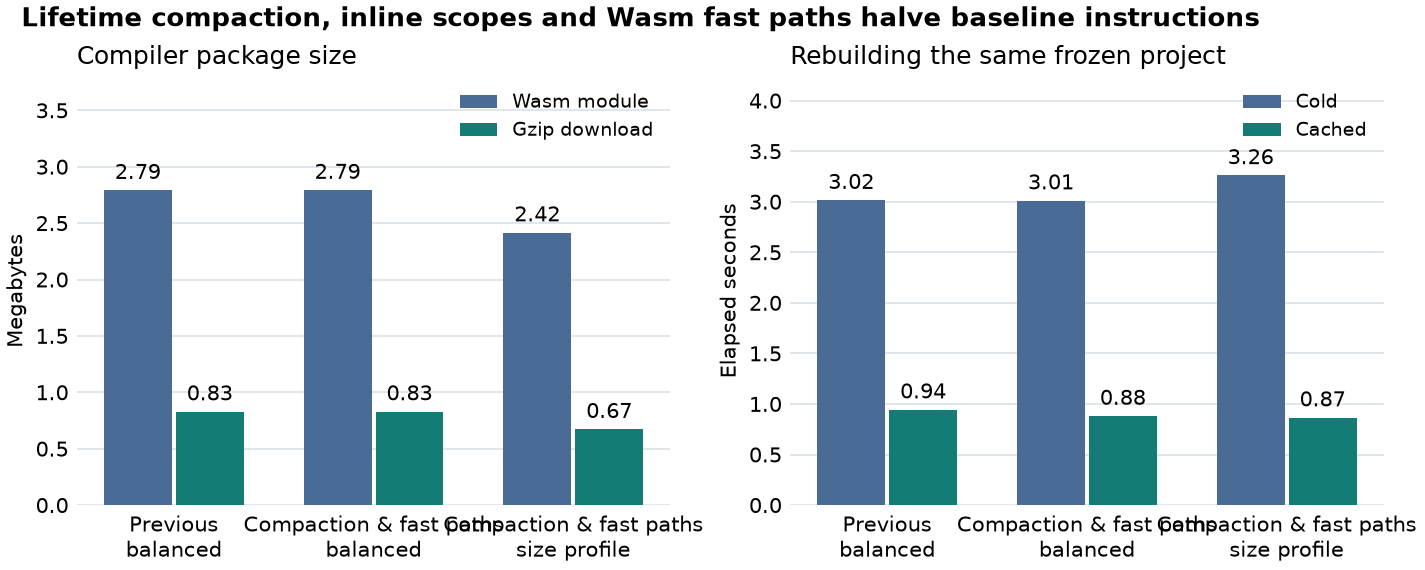 Lifetime compaction, inline scopes and Wasm fast paths halve baseline instructions
Compiler package size
Megabytes
3.5
3.0
2.5
2.0
1.5
1.0
0.5
0.0
Wasm module
Gzip download
2.79
0.83
2.79
0.83
2.42
0.67
Previous
balanced
Compaction & fast paths
balanced
Compaction & fast paths
size profile
Rebuilding the same frozen project
Elapsed seconds
4.0
3.5
3.0
2.5
2.0
1.5
1.0
0.5
0.0
Cold
Cached
3.02
0.94
3.01
0.88
3.26
0.87
Previous
balanced
Compaction & fast paths
balanced
Compaction & fast paths
size profile